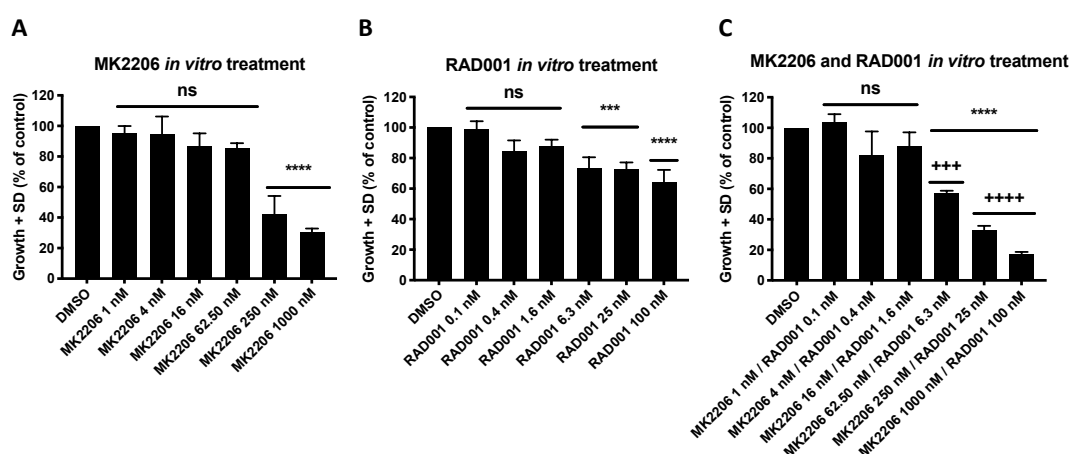 A
MK2206 in vitro treatment
ns
****
Growth + SD (% of control)
120
100
80
60
40
20
0
DMSO
MK2206 1 nM
MK2206 4 nM
MK2206 16 nM
MK2206 62.50 nM
MK2206 250 nM
MK2206 1000 nM
B
RAD001 in vitro treatment
ns
***
****
Growth + SD (% of control)
120
100
80
60
40
20
0
DMSO
RAD001 0.1 nM
RAD001 0.4 nM
RAD001 1.6 nM
RAD001 6.3 nM
RAD001 25 nM
RAD001 100 nM
C
MK2206 and RAD001 in vitro treatment
ns
****
+++
++++
Growth + SD (% of control)
120
100
80
60
40
20
0
DMSO
MK2206 1 nM / RAD001 0.1 nM
MK2206 4 nM / RAD001 0.4 nM
MK2206 16 nM / RAD001 1.6 nM
MK2206 62.50 nM / RAD001 6.3 nM
MK2206 250 nM / RAD001 25 nM
MK2206 1000 nM / RAD001 100 nM